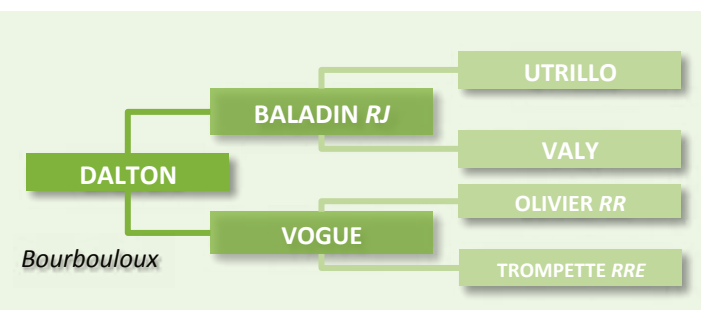 UTRILLO
BALADIN RJ
VALY
DALTON
OLIVIER RR
VOGUE
Bourbouloux
TROMPETTE RRE